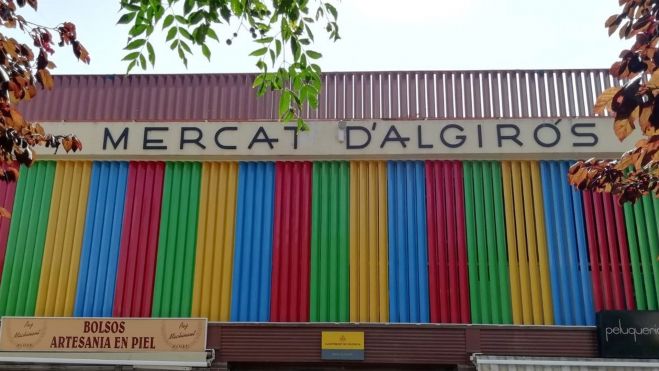 MERCAT D'ALGIRÓS
BOLSOS
ARTESANIA EN PIEL
peluquería